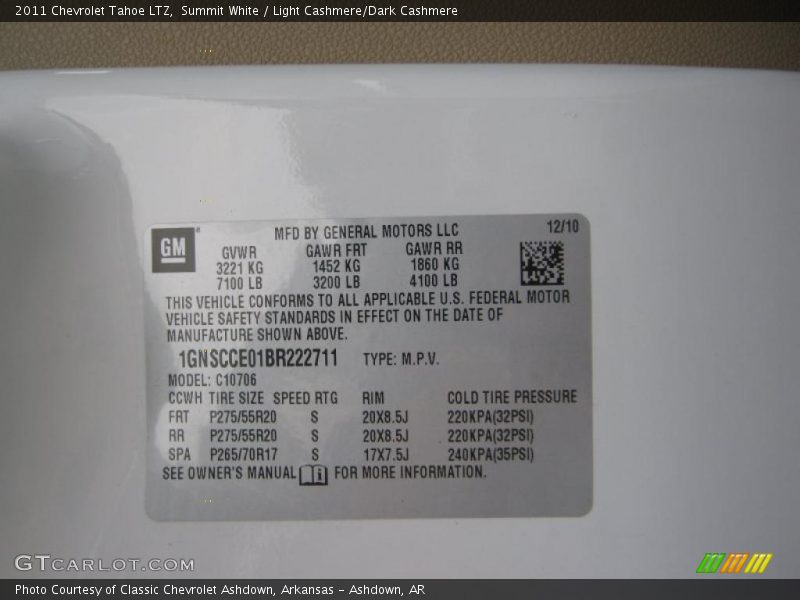 2011 Chevrolet Tahoe LTZ,  Summit White / Light Cashmere/Dark Cashmere
GM
MFD BY GENERAL MOTORS LLC 12/10
GVWR GAWR FRT GAWR RR
3221 KG 1452 KG 1860 KG
7100 LB 3200 LB 4100 LB
THIS VEHICLE CONFORMS TO ALL APPLICABLE U.S. FEDERAL MOTOR
VEHICLE SAFETY STANDARDS IN EFFECT ON THE DATE OF
MANUFACTURE SHOWN ABOVE.
1GNSCCE01BR222711 TYPE: M.P.V.
MODEL: C10706
CCWH TIRE SIZE SPEED RTG RIM COLD TIRE PRESSURE
FRT P275/55R20 S 20X8.5J 220KPA(32PSI)
RR P275/55R20 S 20X8.5J 220KPA(32PSI)
SPA P265/70R17 S 17X7.5J 240KPA(35PSI)
SEE OWNER'S MANUAL FOR MORE INFORMATION.
GTCARLOT.COM
Photo Courtesy of Classic Chevrolet Ashdown, Arkansas - Ashdown, AR